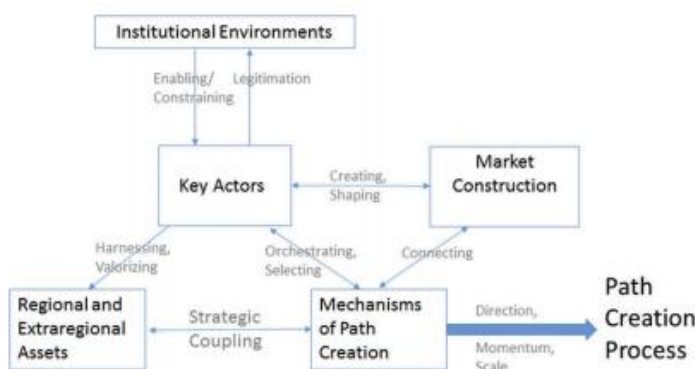 Institutional Environments
Enabling/
Constraining
Legitimation
Key Actors
Creating,
Shaping
Market
Construction
Harnessing,
Valorizing
Orchestrating,
Selecting
Connecting
Regional and
Extraregional
Assets
Strategic
Coupling
Mechanisms
of Path
Creation
Direction,
Momentum,
Scale
Path
Creation
Process